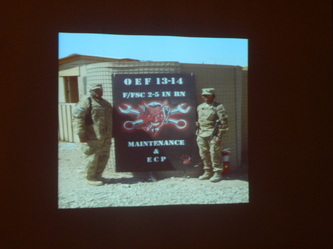 OEF 13-14
F/FSC 2-5 IN BN
MAINTENANCE
&
ECP